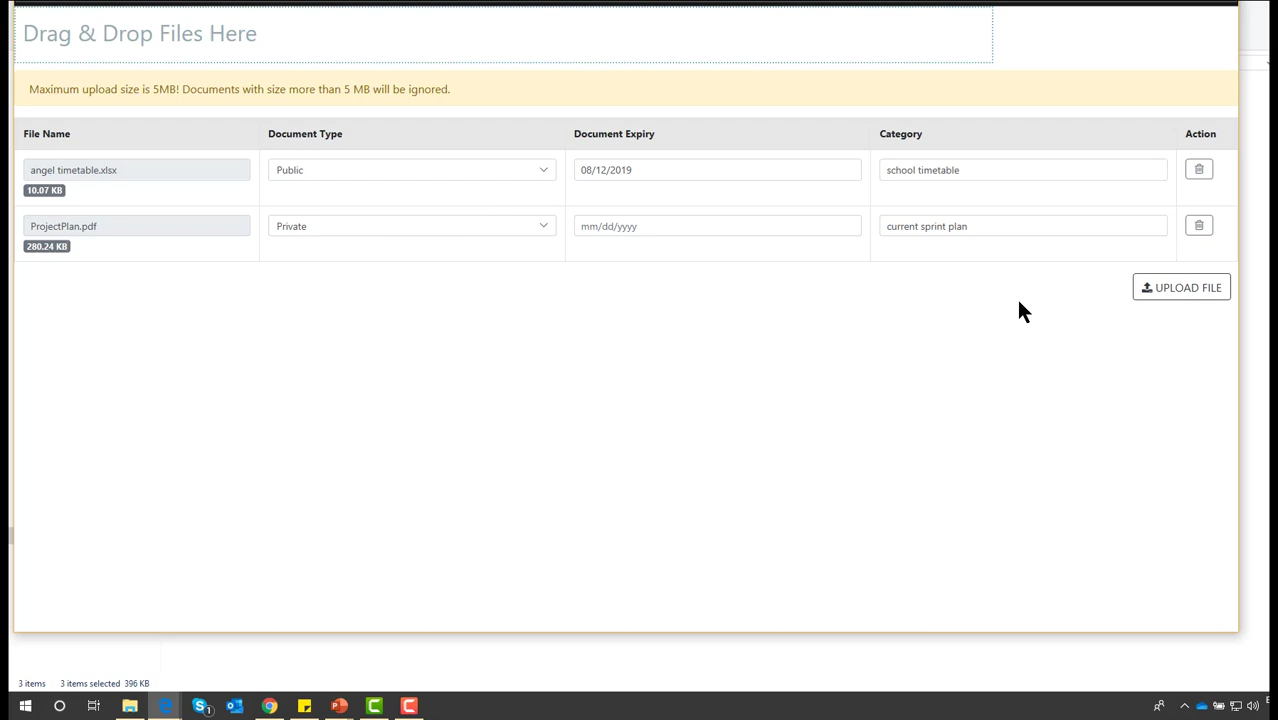 Drag & Drop Files Here
Maximum upload size is 5MB! Documents with size more than 5 MB will be ignored.
File Name Document Type Document Expiry Category Action
angel timetable.xlsx Public 08/12/2019 school timetable
10.07 KB
ProjectPlan.pdf Private mm/dd/yyyy current sprint plan
280.24 KB
UPLOAD FILE
3 items 3 items selected 396 KB
1